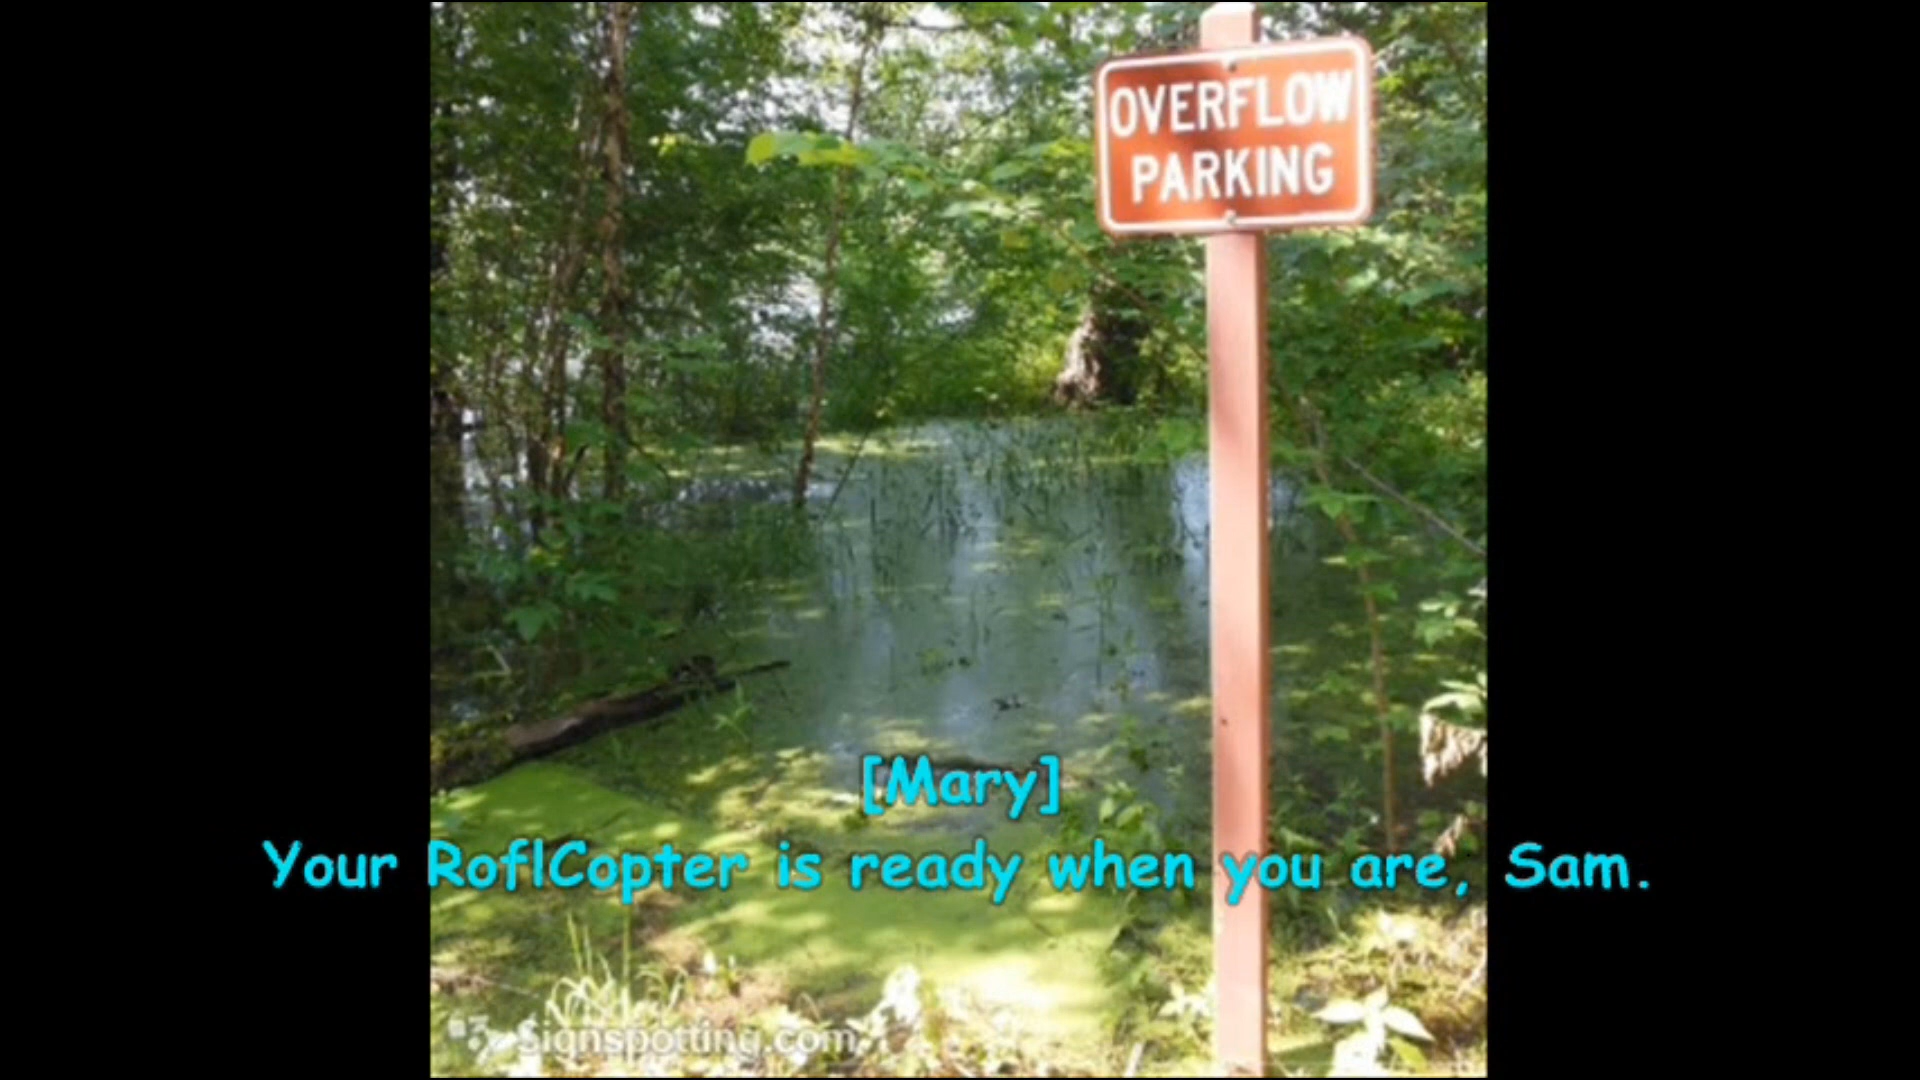 OVERFLOW
PARKING
[Mary]
Your RoflCopter is ready when you are, Sam.
Signspotting.com